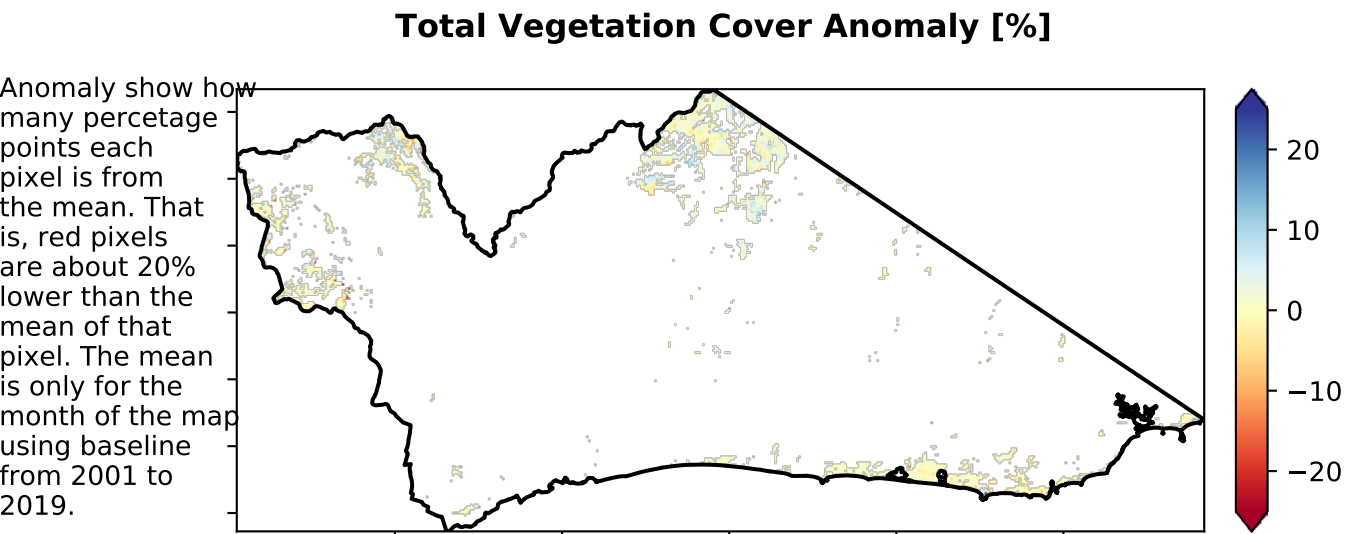 Total Vegetation Cover Anomaly [%]
Anomaly show how
many percetage
points each
pixel is from
the mean. That
is, red pixels
are about 20%
lower than the
mean of that
pixel. The mean
is only for the
month of the map
using baseline
from 2001 to
2019.
20
10
0
−10
−20